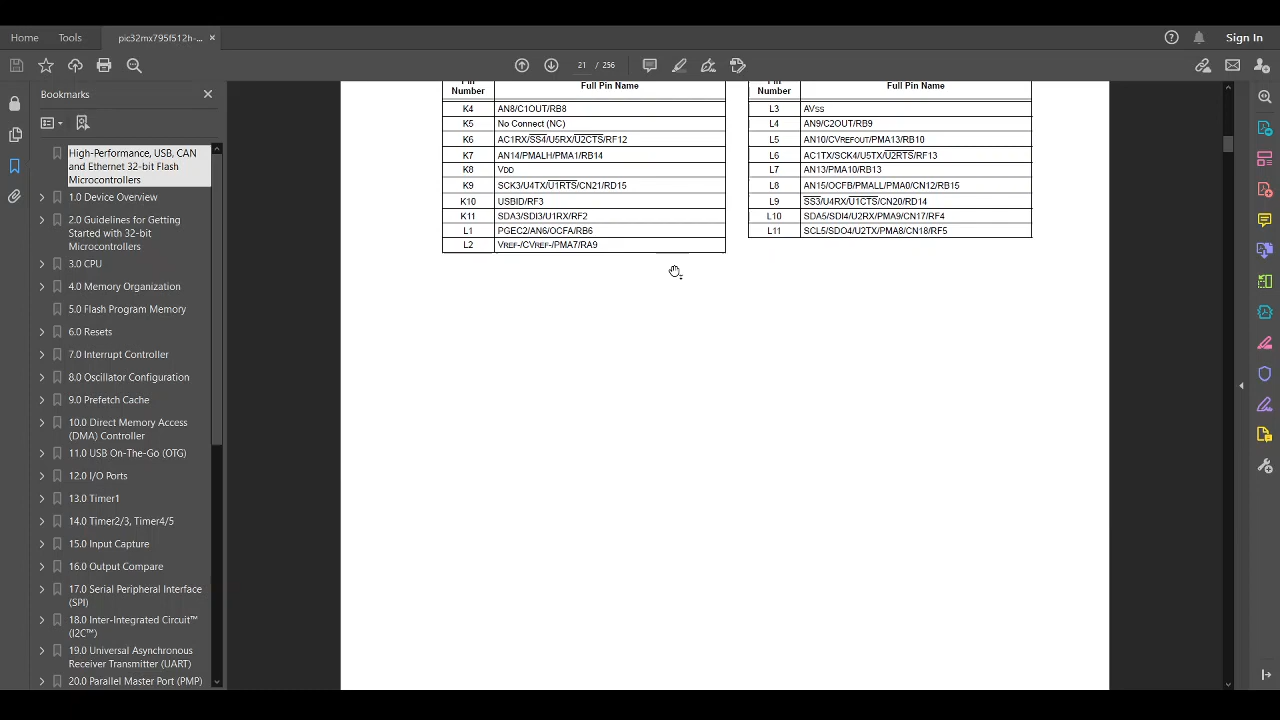 Home
Tools
pic32mx795f512h-...
Sign In
21 / 256
Bookmarks
High-Performance, USB, CAN
and Ethernet 32-bit Flash
Microcontrollers
1.0 Device Overview
2.0 Guidelines for Getting
Started with 32-bit
Microcontrollers
3.0 CPU
4.0 Memory Organization
5.0 Flash Program Memory
6.0 Resets
7.0 Interrupt Controller
8.0 Oscillator Configuration
9.0 Prefetch Cache
10.0 Direct Memory Access
(DMA) Controller
11.0 USB On-The-Go (OTG)
12.0 I/O Ports
13.0 Timer1
14.0 Timer2/3, Timer4/5
15.0 Input Capture
16.0 Output Compare
17.0 Serial Peripheral Interface
(SPI)
18.0 Inter-Integrated Circuit™
(I2C™)
19.0 Universal Asynchronous
Receiver Transmitter (UART)
20.0 Parallel Master Port (PMP)
Pin
Number
Full Pin Name
K4 AN8/C1OUT/RB8
K5 No Connect (NC)
K6 AC1RX/SS4/U5RX/U2CTS/RF12
K7 AN14/PMALH/PMA1/RB14
K8 VDD
K9 SCK3/U4TX/U1RTS/CN21/RD15
K10 USBID/RF3
K11 SDA3/SDI3/U1RX/RF2
L1 PGEC2/AN6/OCFA/RB6
L2 VREF-/CVREF-/PMA7/RA9
Pin
Number
Full Pin Name
L3 AVSS
L4 AN9/C2OUT/RB9
L5 AN10/CVREFOUT/PMA13/RB10
L6 AC1TX/SCK4/U5TX/U2RTS/RF13
L7 AN13/PMA10/RB13
L8 AN15/OCFB/PMALL/PMA0/CN12/RB15
L9 SS3/U4RX/U1CTS/CN20/RD14
L10 SDA5/SDI4/U2RX/PMA9/CN17/RF4
L11 SCL5/SDO4/U2TX/PMA8/CN18/RF5